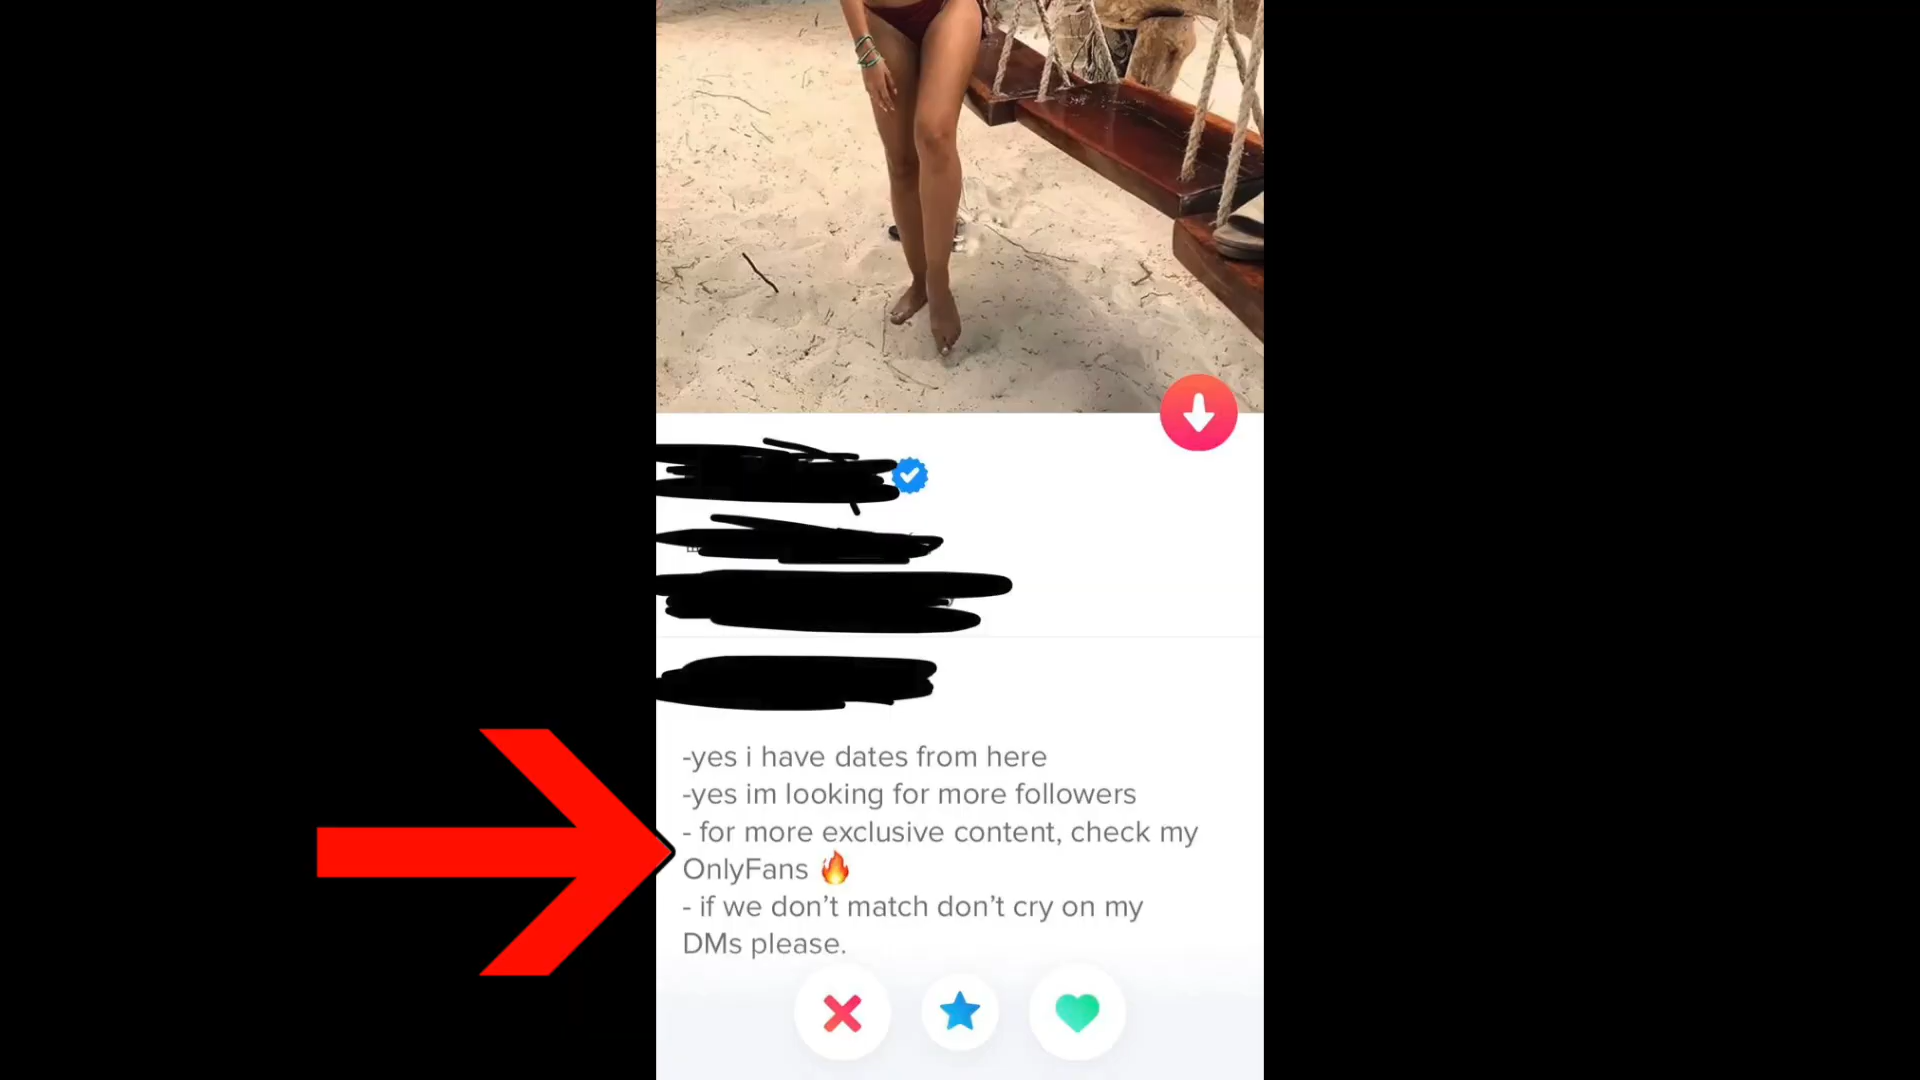 -yes i have dates from here
-yes im looking for more followers
- for more exclusive content, check my
OnlyFans 🔥
- if we don’t match don’t cry on my
DMs please.